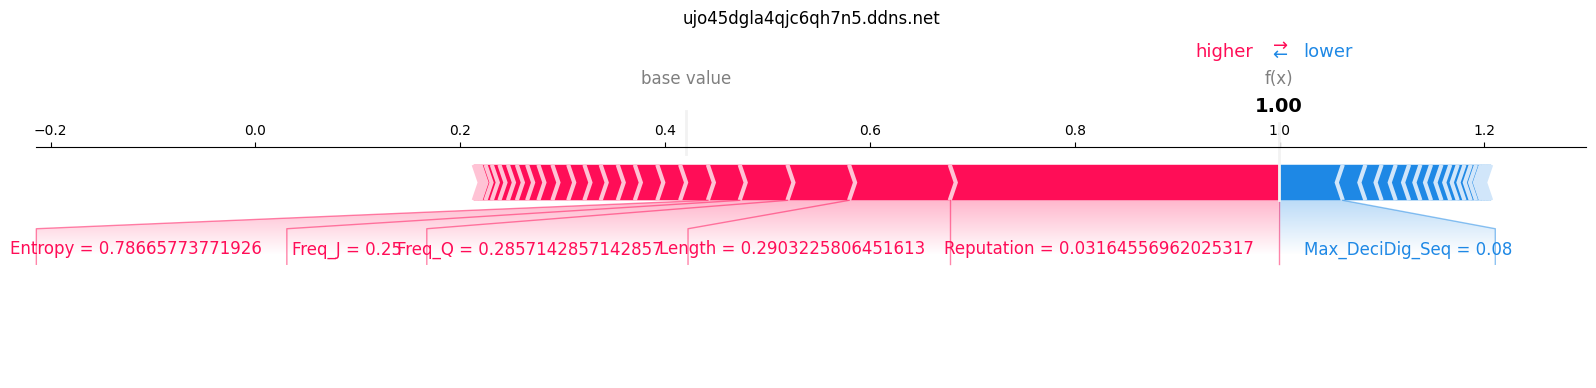 ujo45dgla4qjc6qh7n5.ddns.net
higher ⇄ lower
base value f(x)
1.00
−0.2 0.0 0.2 0.4 0.6 0.8 1.0 1.2
Entropy = 0.78665773771926 Freq_J = 0.25 Freq_Q = 0.2857142857142857 Length = 0.2903225806451613 Reputation = 0.03164556962025317 Max_DeciDig_Seq = 0.08